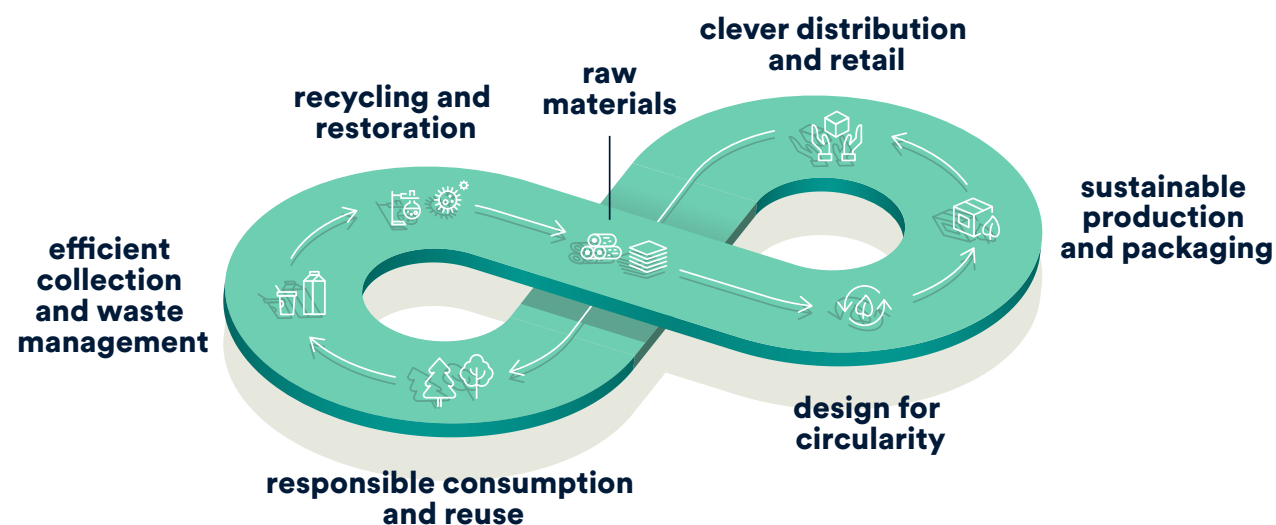 clever distribution
and retail
raw
materials
recycling and
restoration
sustainable
production
and packaging
efficient
collection
and waste
management
design for
circularity
responsible consumption
and reuse